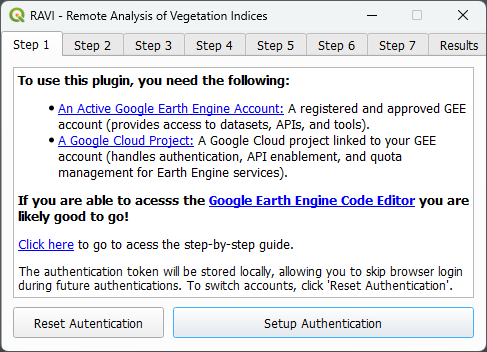 RAVI - Remote Analysis of Vegetation Indices
Step 1 Step 2 Step 3 Step 4 Step 5 Step 6 Step 7 Results
To use this plugin, you need the following:
• An Active Google Earth Engine Account: A registered and approved GEE
account (provides access to datasets, APIs, and tools).
• A Google Cloud Project: A Google Cloud project linked to your GEE
account (handles authentication, API enablement, and quota
management for Earth Engine services).
If you are able to acesss the Google Earth Engine Code Editor you are
likely good to go!
Click here to go to acess the step-by-step guide.
The authentication token will be stored locally, allowing you to skip browser login
during future authentications. To switch accounts, click 'Reset Authentication'.
Reset Autentication Setup Authentication